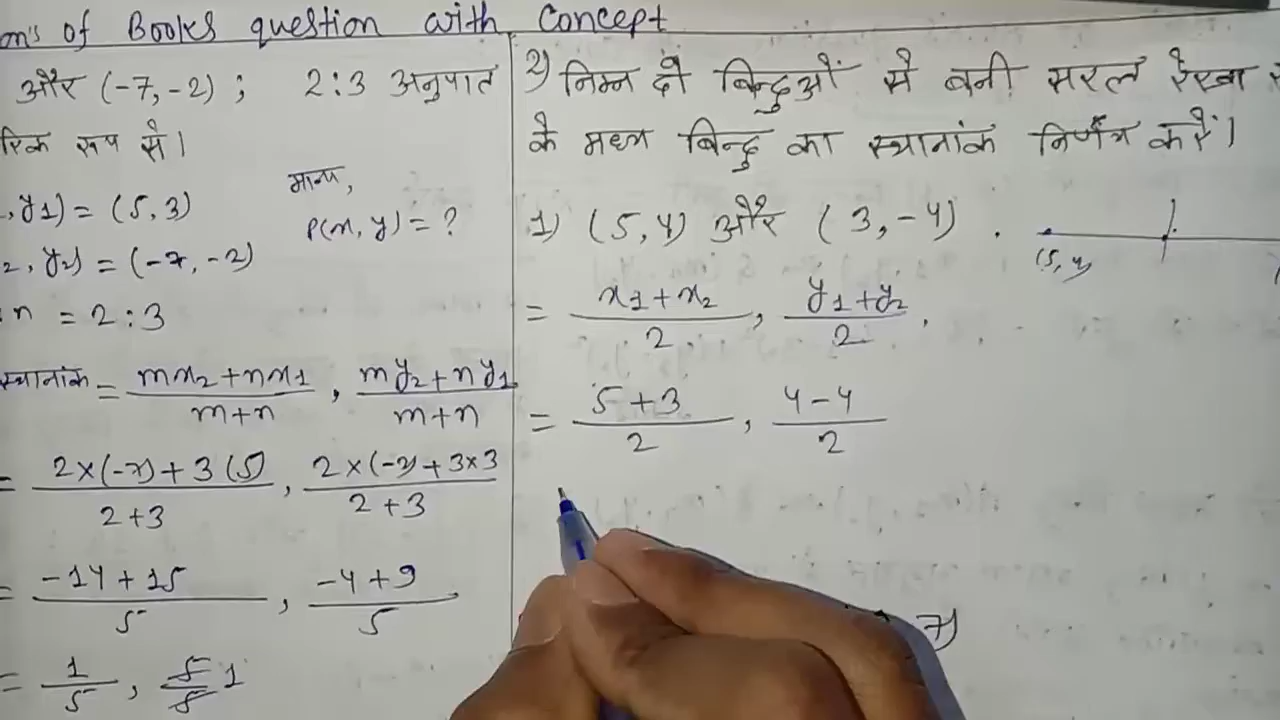 on's of Books question with Concept
और (-7, -2) ; 2:3 अनुपात
रिक रूप से।
, y1) = (5, 3)
मान्य,
P(x, y) = ?
2, y2) = (-7, -2)
: n = 2:3
स्थानांक = mx2+nx1 / m+n , my2+ny1 / m+n
= 2×(-7)+3(5) / 2+3 , 2×(-2)+3×3 / 2+3
= -14+15 / 5 , -4+9 / 5
= 1/5 , 5/5 1
2) निम्न दो बिन्दुओं से बनी सरल रेखा
के मध्य बिन्दु का स्थानांक निर्णय करें।
1) (5, 4) और (3, -4) .
(5, 4)
= x1+x2 / 2 , y1+y2 / 2 .
= 5+3 / 2 , 4-4 / 2
7)